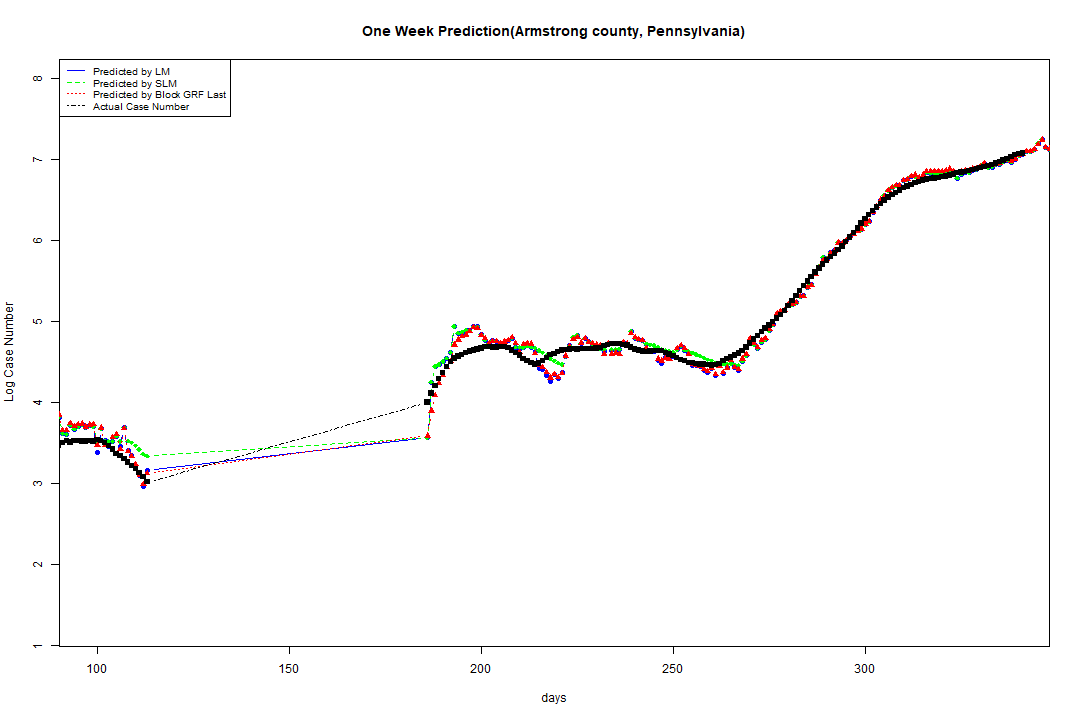 One Week Prediction(Armstrong county, Pennsylvania)
Predicted by LM
Predicted by SLM
Predicted by Block GRF Last
Actual Case Number
8
7
6
5
4
3
2
1
Log Case Number
100 150 200 250 300
days